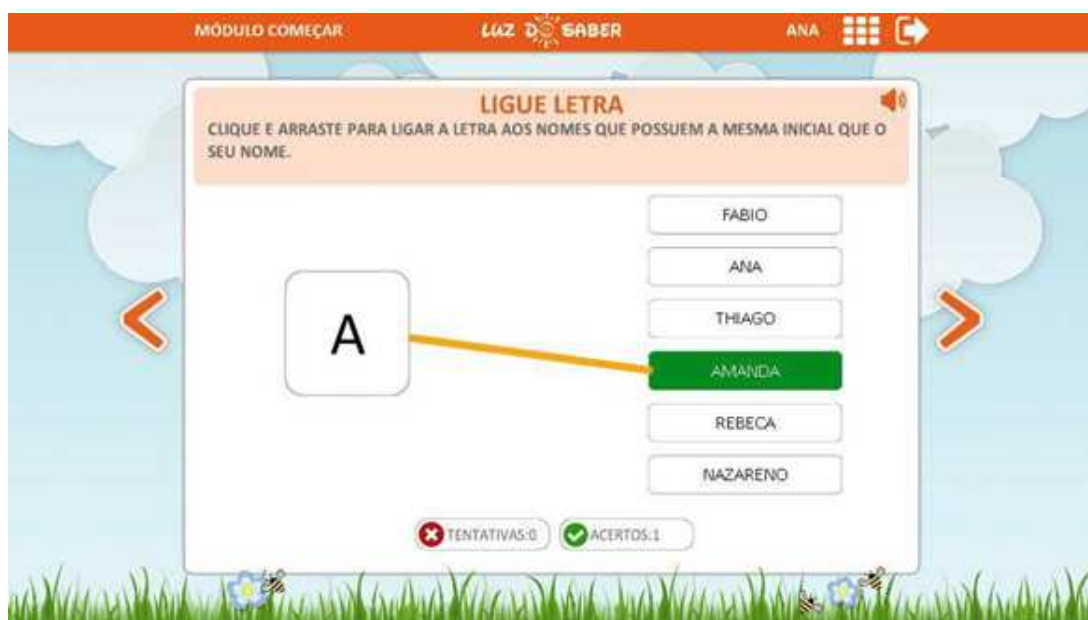 MÓDULO COMEÇAR
LUZ DO SABER
ANA
LIGUE LETRA
CLIQUE E ARRASTE PARA LIGAR A LETRA AOS NOMES QUE POSSUEM A MESMA INICIAL QUE O
SEU NOME.
A
FABIO
ANA
THIAGO
AMANDA
REBECA
NAZARENO
TENTATIVAS:0
ACERTOS:1